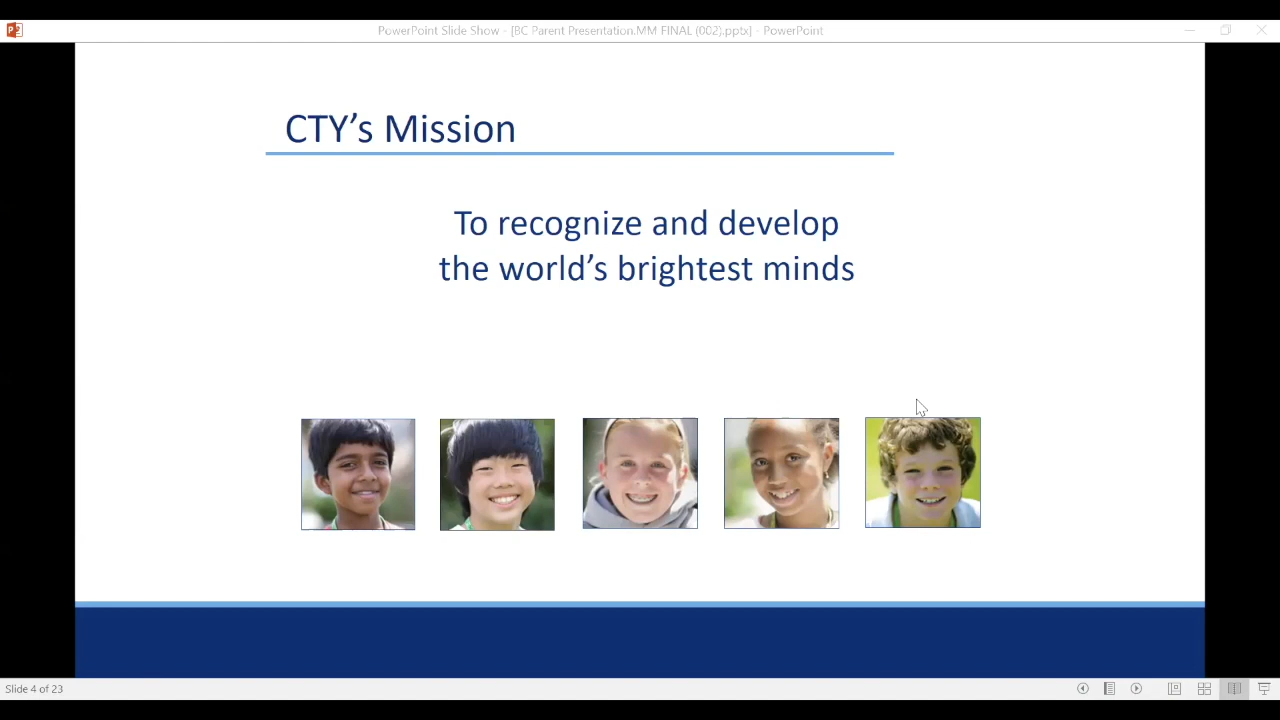 PowerPoint Slide Show - [BC Parent Presentation.MM FINAL (002).pptx] - PowerPoint
CTY’s Mission
To recognize and develop
the world’s brightest minds
Slide 4 of 23